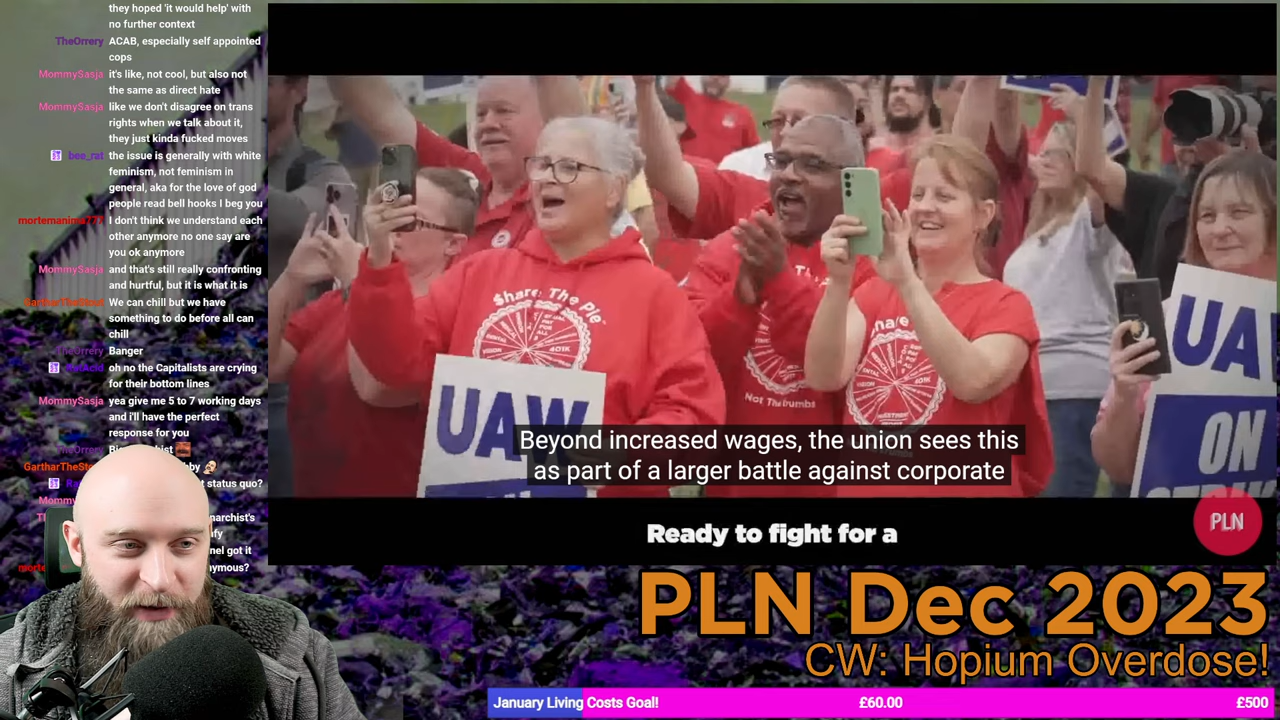 they hoped 'it would help' with
no further context
TheOrrery ACAB, especially self appointed
cops
MommySasja it's like, not cool, but also not
the same as direct hate
MommySasja like we don't disagree on trans
rights when we talk about it,
they just kinda fucked moves
bee_rat the issue is generally with white
feminism, not feminism in
general, aka for the love of god
people read bell hooks I beg you
I don't think we understand each
other anymore no one say are
you ok anymore
MommySasja and that's still really confronting
and hurtful, but it is what it is
We can chill but we have
something to do before all can
chill
TheOrrery Banger
oh no the Capitalists are crying
for their bottom lines
MommySasja yea give me 5 to 7 working days
and i'll have the perfect
response for you
status quo?
Share The Pie
401K
Not The Crumbs
401K
UAW
UA
ON
STRIKE
Beyond increased wages, the union sees this
as part of a larger battle against corporate
Ready to fight for a
PLN
PLN Dec 2023
CW: Hopium Overdose!
January Living Costs Goal! £60.00 £500